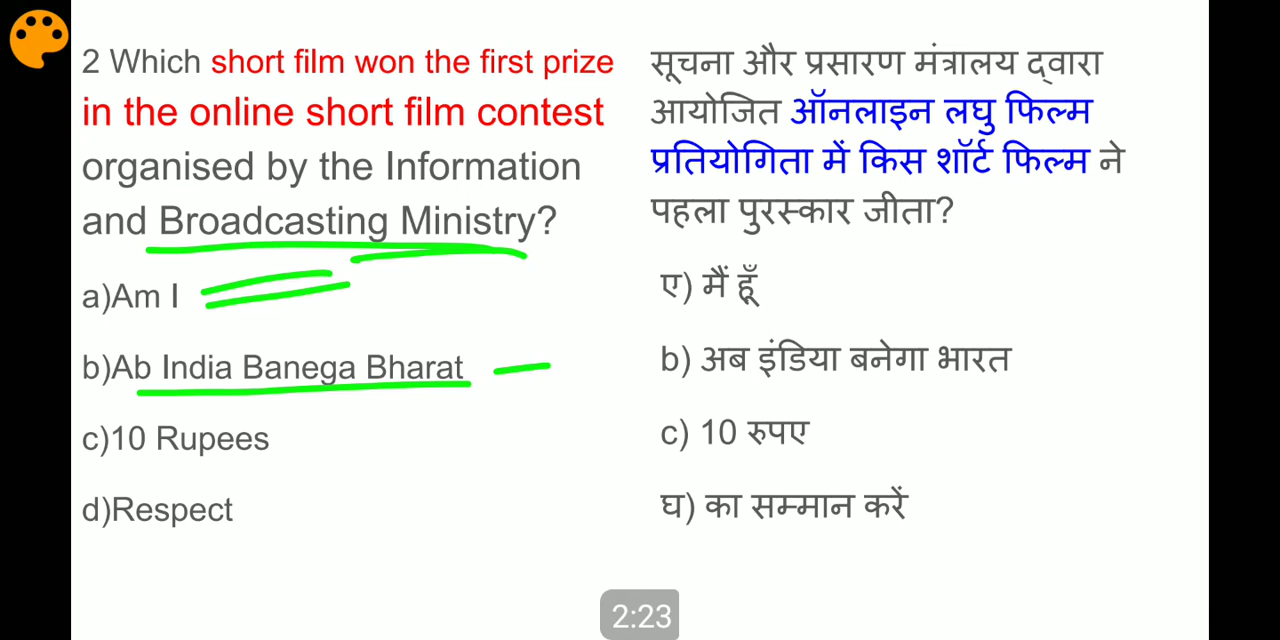 2 Which short film won the first prize
in the online short film contest
organised by the Information
and Broadcasting Ministry?
a)Am I
b)Ab India Banega Bharat
c)10 Rupees
d)Respect
सूचना और प्रसारण मंत्रालय द्वारा
आयोजित ऑनलाइन लघु फिल्म
प्रतियोगिता में किस शॉर्ट फिल्म ने
पहला पुरस्कार जीता?
ए) मैं हूँ
b) अब इंडिया बनेगा भारत
c) 10 रुपए
घ) का सम्मान करें
2:23